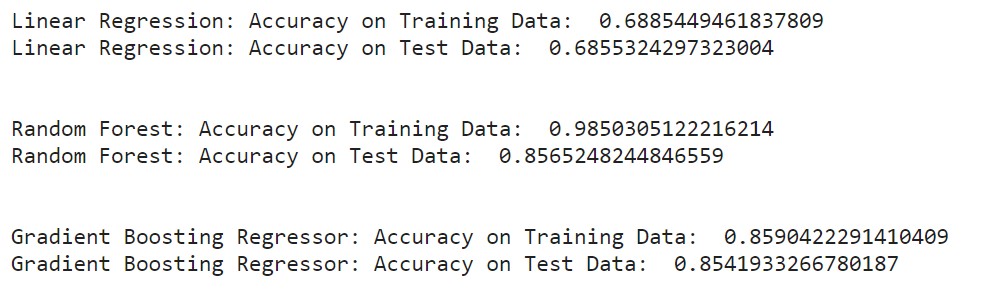 Linear Regression: Accuracy on Training Data:  0.6885449461837809
Linear Regression: Accuracy on Test Data:  0.6855324297323004
Random Forest: Accuracy on Training Data:  0.9850305122216214
Random Forest: Accuracy on Test Data:  0.8565248244846559
Gradient Boosting Regressor: Accuracy on Training Data:  0.8590422291410409
Gradient Boosting Regressor: Accuracy on Test Data:  0.8541933266780187